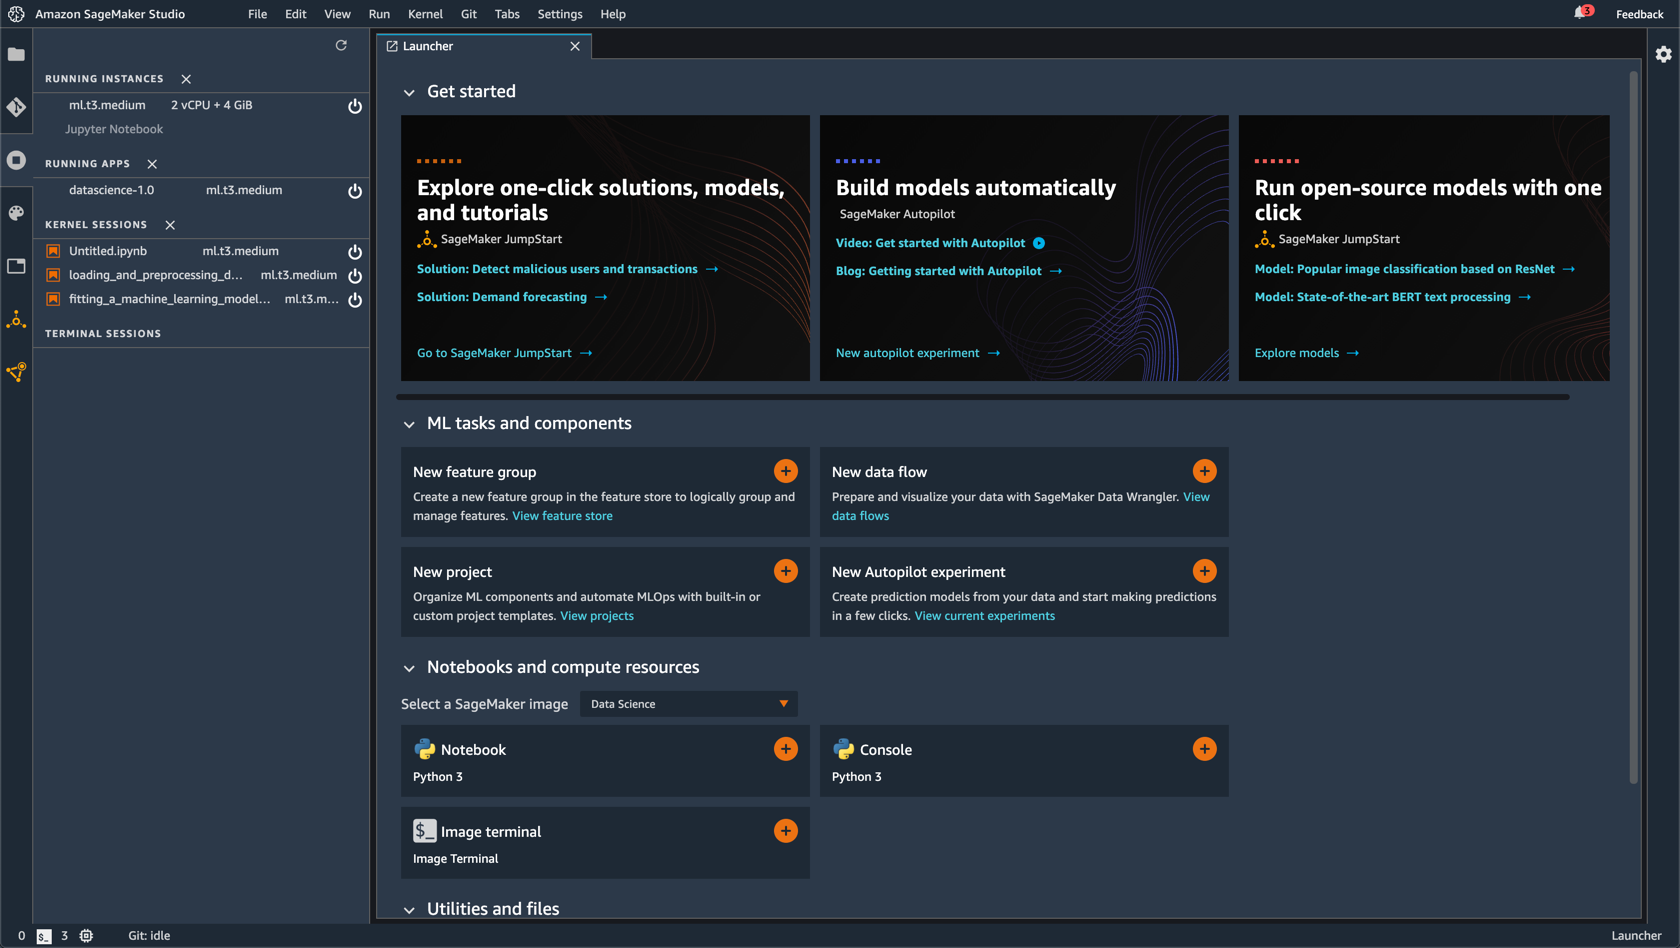 Amazon SageMaker Studio File Edit View Run Kernel Git Tabs Settings Help 3 Feedback
Launcher
RUNNING INSTANCES
ml.t3.medium 2 vCPU + 4 GiB
Jupyter Notebook
RUNNING APPS
datascience-1.0 ml.t3.medium
KERNEL SESSIONS
Untitled.ipynb ml.t3.medium
loading_and_preprocessing_d... ml.t3.medium
fitting_a_machine_learning_model... ml.t3.m...
TERMINAL SESSIONS
Get started
Explore one-click solutions, models,
and tutorials
SageMaker JumpStart
Solution: Detect malicious users and transactions →
Solution: Demand forecasting →
Go to SageMaker JumpStart →
Build models automatically
SageMaker Autopilot
Video: Get started with Autopilot
Blog: Getting started with Autopilot →
New autopilot experiment →
Run open-source models with one
click
SageMaker JumpStart
Model: Popular image classification based on ResNet →
Model: State-of-the-art BERT text processing →
Explore models →
ML tasks and components
New feature group
Create a new feature group in the feature store to logically group and
manage features. View feature store
New data flow
Prepare and visualize your data with SageMaker Data Wrangler. View
data flows
New project
Organize ML components and automate MLOps with built-in or
custom project templates. View projects
New Autopilot experiment
Create prediction models from your data and start making predictions
in a few clicks. View current experiments
Notebooks and compute resources
Select a SageMaker image Data Science
Notebook
Python 3
Console
Python 3
$_ Image terminal
Image Terminal
Utilities and files
0 $_ 3 Git: idle Launcher